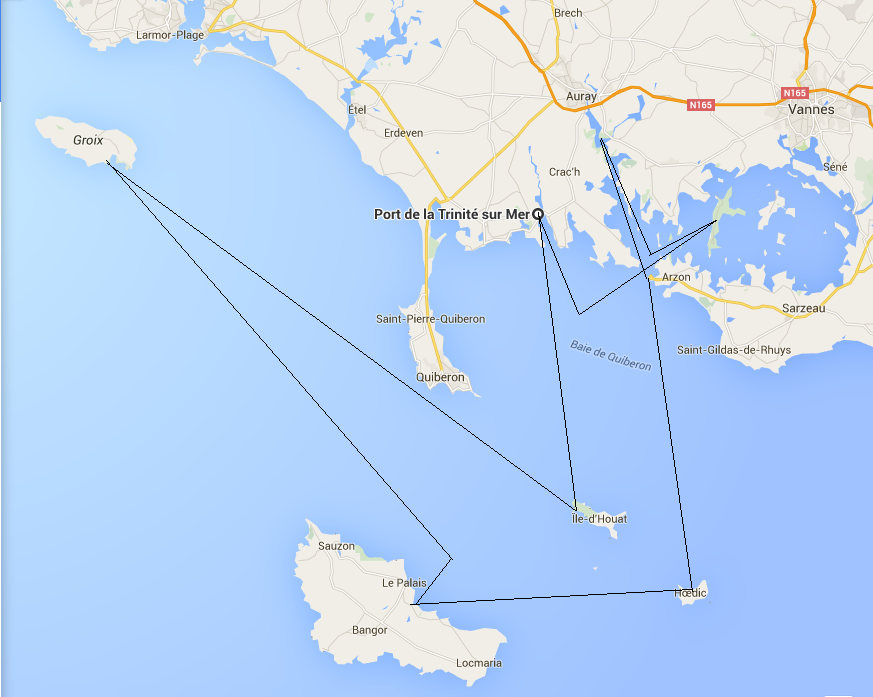 Brech
Larmor-Plage
Auray
N165
N165
Vannes
Étel
Erdeven
Groix
Crac'h
Séné
Port de la Trinité sur Mer
Arzon
Sarzeau
Saint-Pierre-Quiberon
Baie de Quiberon
Saint-Gildas-de-Rhuys
Quiberon
Île-d'Houat
Sauzon
Le Palais
Hœdic
Bangor
Locmaria